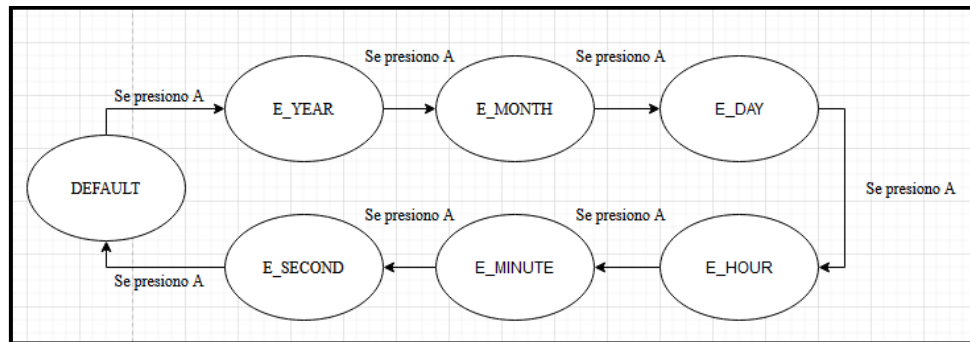 Se presiono A
Se presiono A
Se presiono A
E_YEAR
E_MONTH
E_DAY
DEFAULT
Se presiono A
Se presiono A
Se presiono A
E_SECOND
E_MINUTE
E_HOUR
Se presiono A